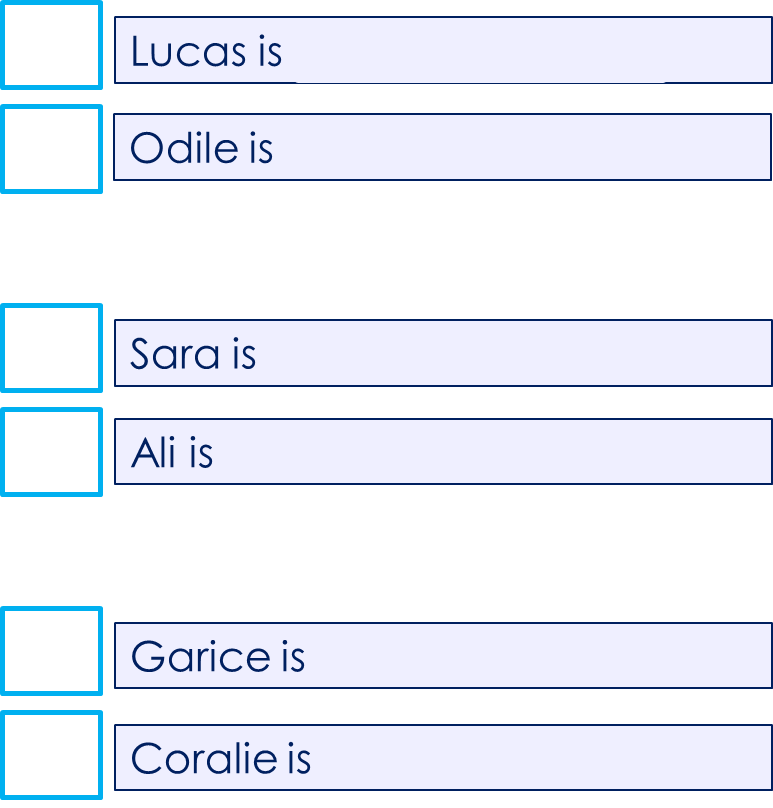 Lucas is
Odile is
Sara is
Ali is
Garice is
Coralie is